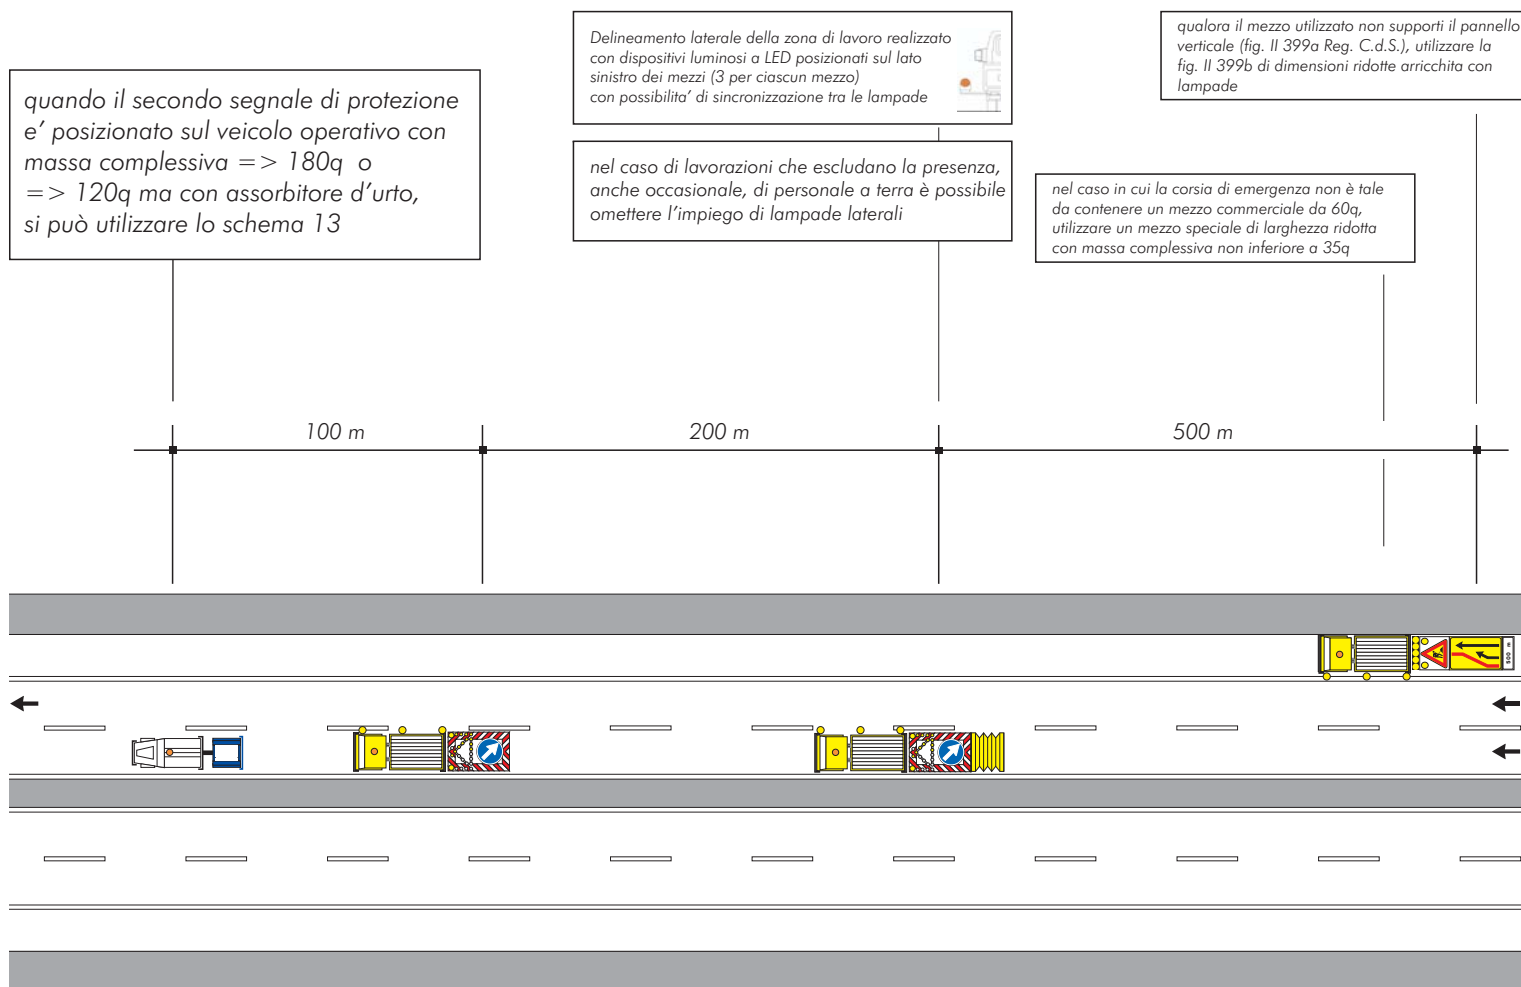 quando il secondo segnale di protezione
e' posizionato sul veicolo operativo con
massa complessiva => 180q o
=> 120q ma con assorbitore d'urto,
si può utilizzare lo schema 13
Delineamento laterale della zona di lavoro realizzato
con dispositivi luminosi a LED posizionati sul lato
sinistro dei mezzi (3 per ciascun mezzo)
con possibilita' di sincronizzazione tra le lampade
nel caso di lavorazioni che escludano la presenza,
anche occasionale, di personale a terra è possibile
omettere l'impiego di lampade laterali
qualora il mezzo utilizzato non supporti il pannello
verticale (fig. II 399a Reg. C.d.S.), utilizzare la
fig. II 399b di dimensioni ridotte arricchita con
lampade
nel caso in cui la corsia di emergenza non è tale
da contenere un mezzo commerciale da 60q,
utilizzare un mezzo speciale di larghezza ridotta
con massa complessiva non inferiore a 35q
100 m
200 m
500 m
500 m